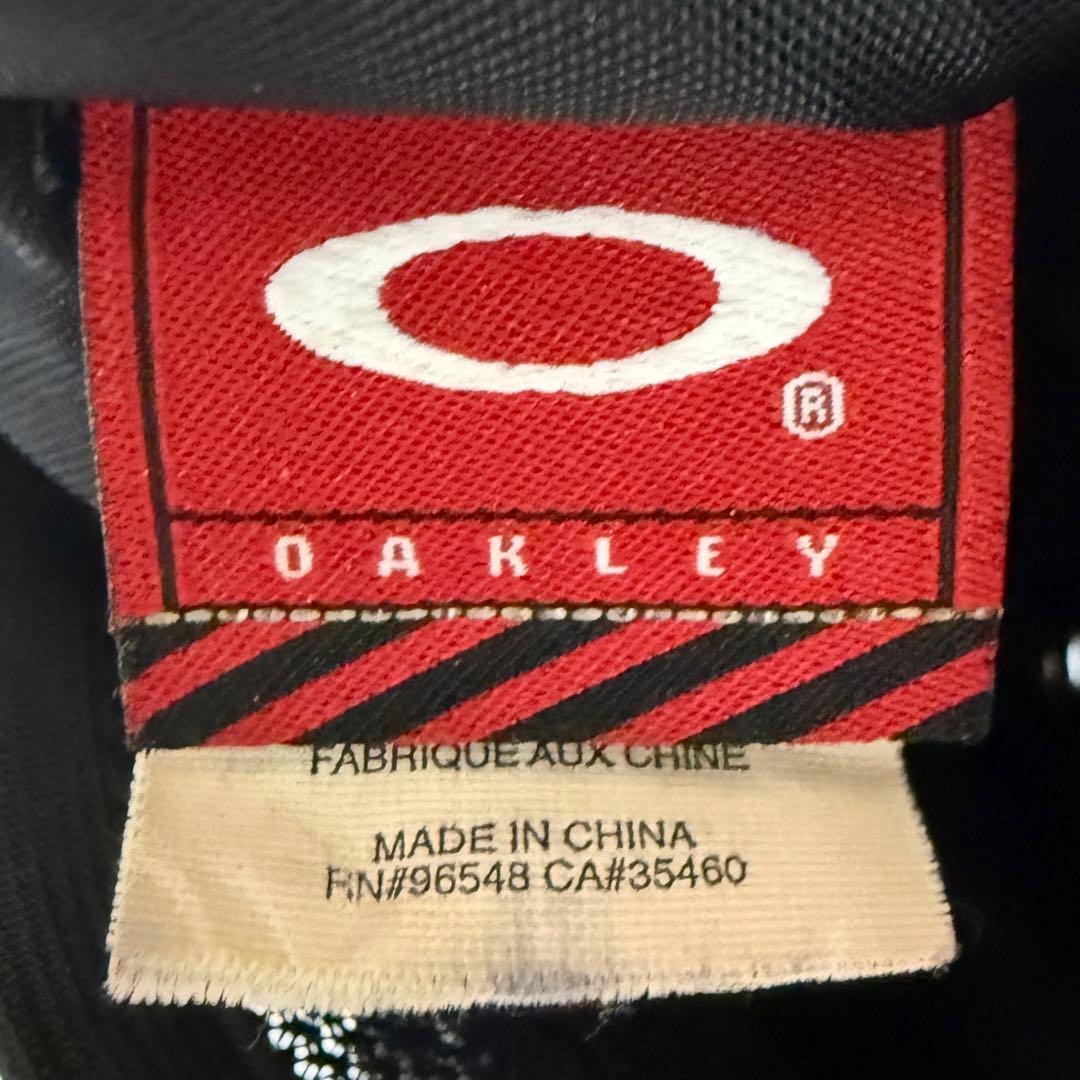 ®
OAKLEY
FABRIQUE AUX CHINE
MADE IN CHINA
RN#96548 CA#35460